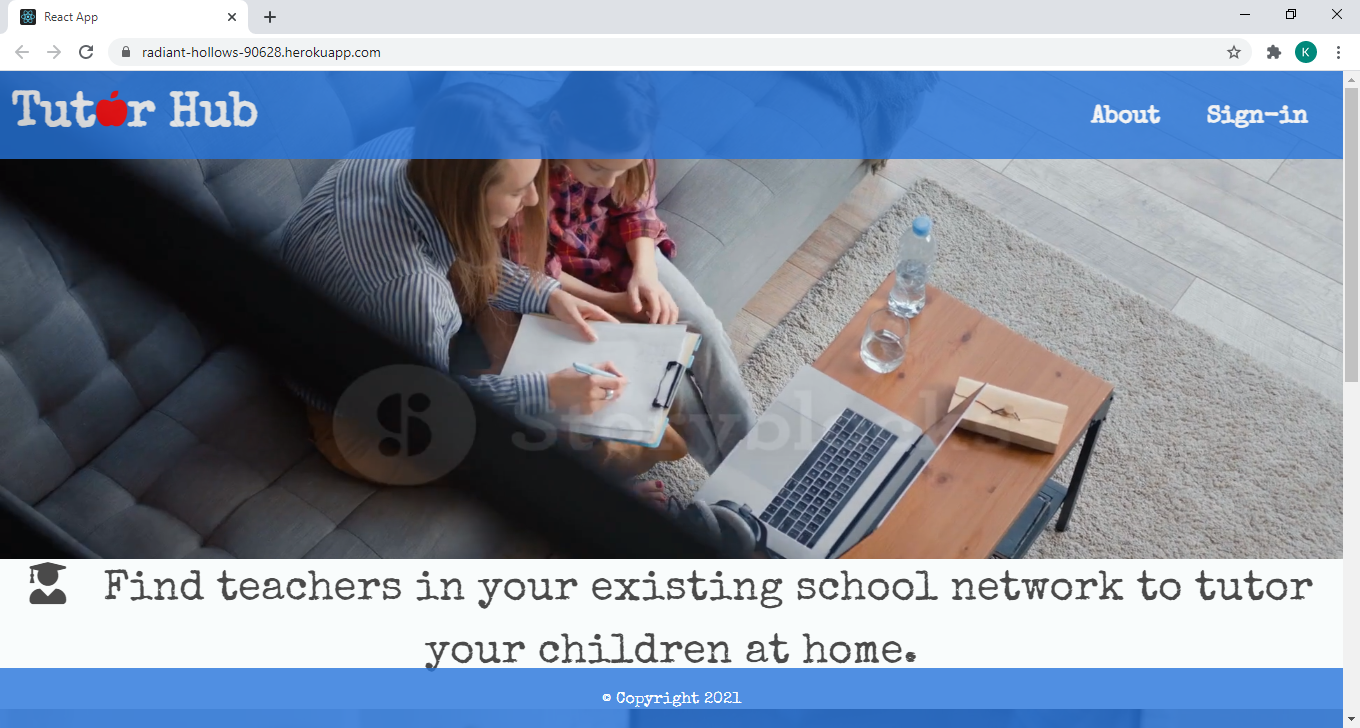 React App
radiant-hollows-90628.herokuapp.com
K
Tutor Hub
About
Sign-in
Storyblocks
Find teachers in your existing school network to tutor
your children at home.
© Copyright 2021